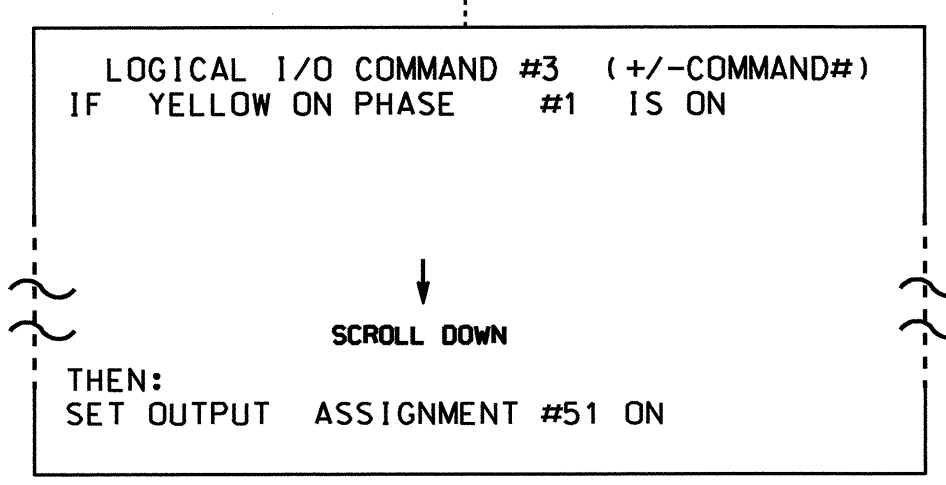 LOGICAL I/O COMMAND #3 (+/-COMMAND#)
IF YELLOW ON PHASE #1 IS ON
SCROLL DOWN
THEN:
SET OUTPUT ASSIGNMENT #51 ON